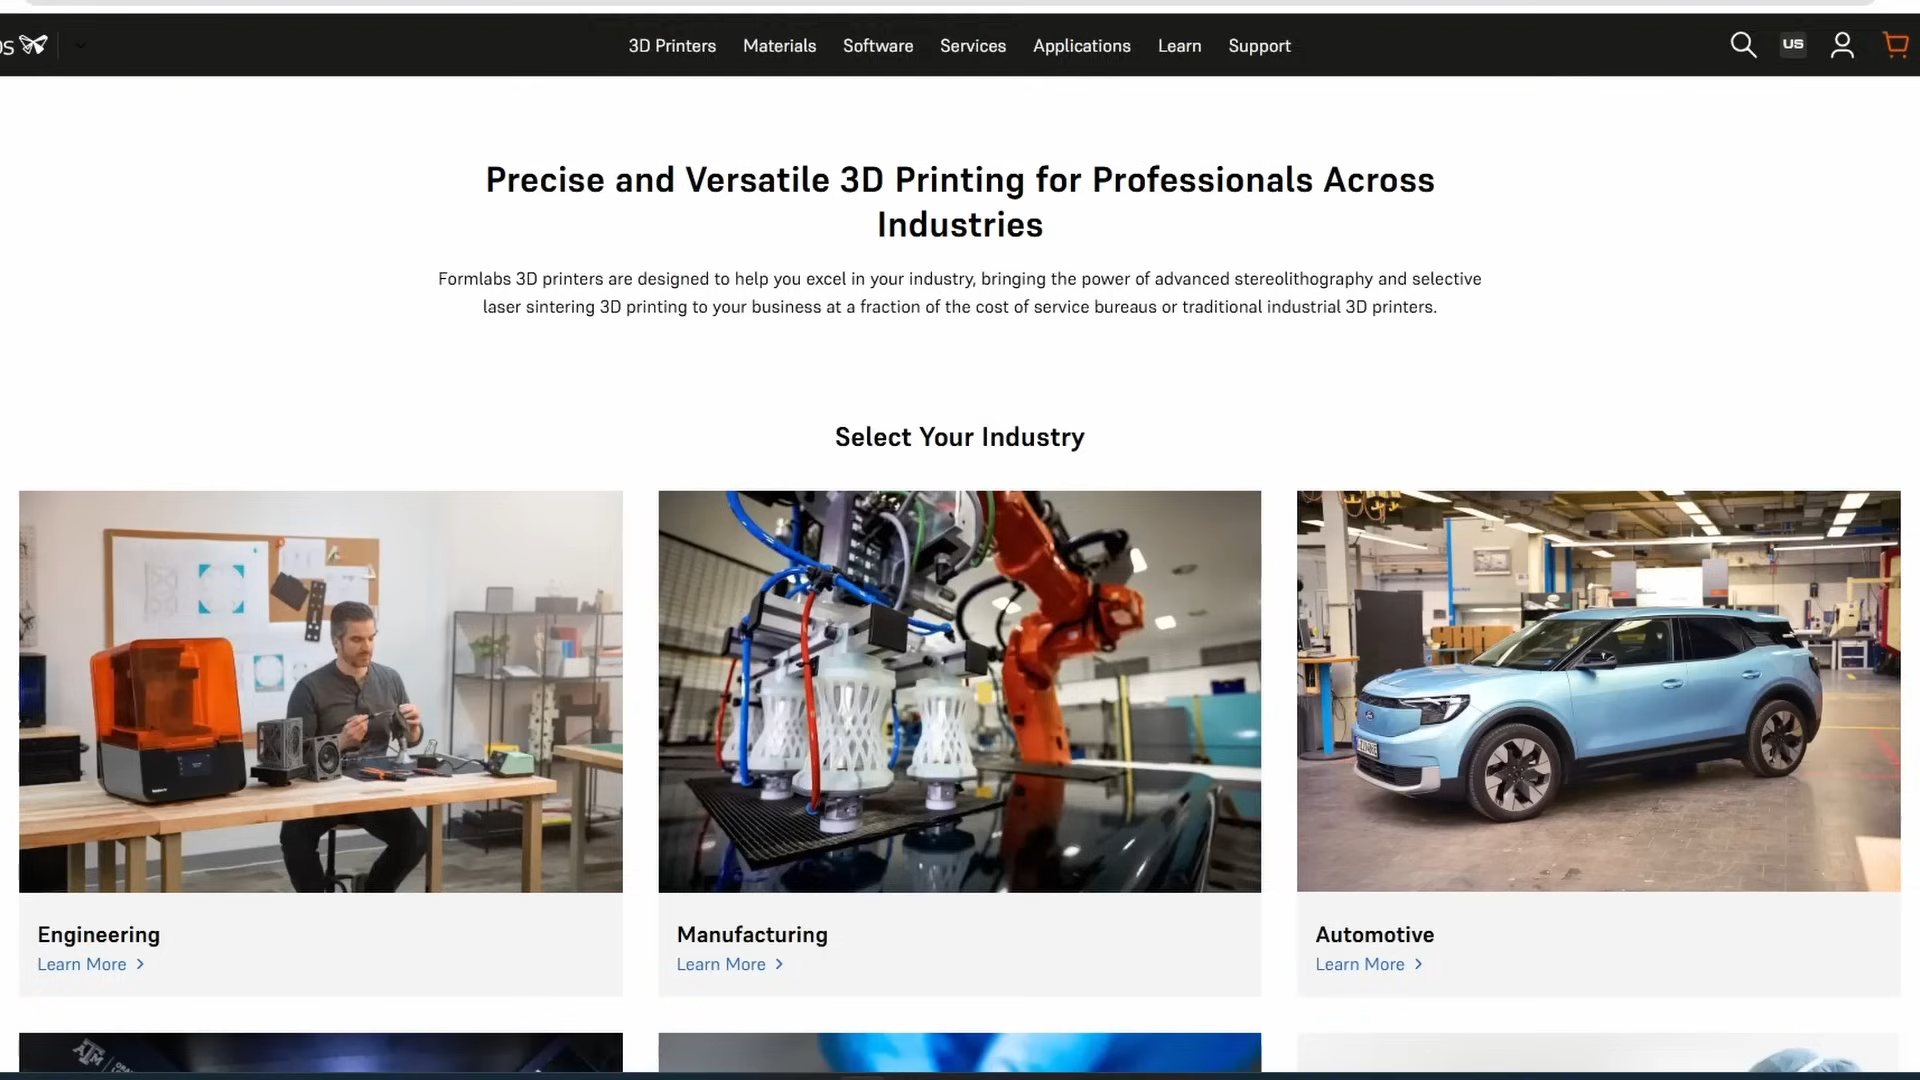 3D Printers Materials Software Services Applications Learn Support US
Precise and Versatile 3D Printing for Professionals Across
Industries
Formlabs 3D printers are designed to help you excel in your industry, bringing the power of advanced stereolithography and selective
laser sintering 3D printing to your business at a fraction of the cost of service bureaus or traditional industrial 3D printers.
Select Your Industry
Engineering
Learn More
Manufacturing
Learn More
Automotive
Learn More